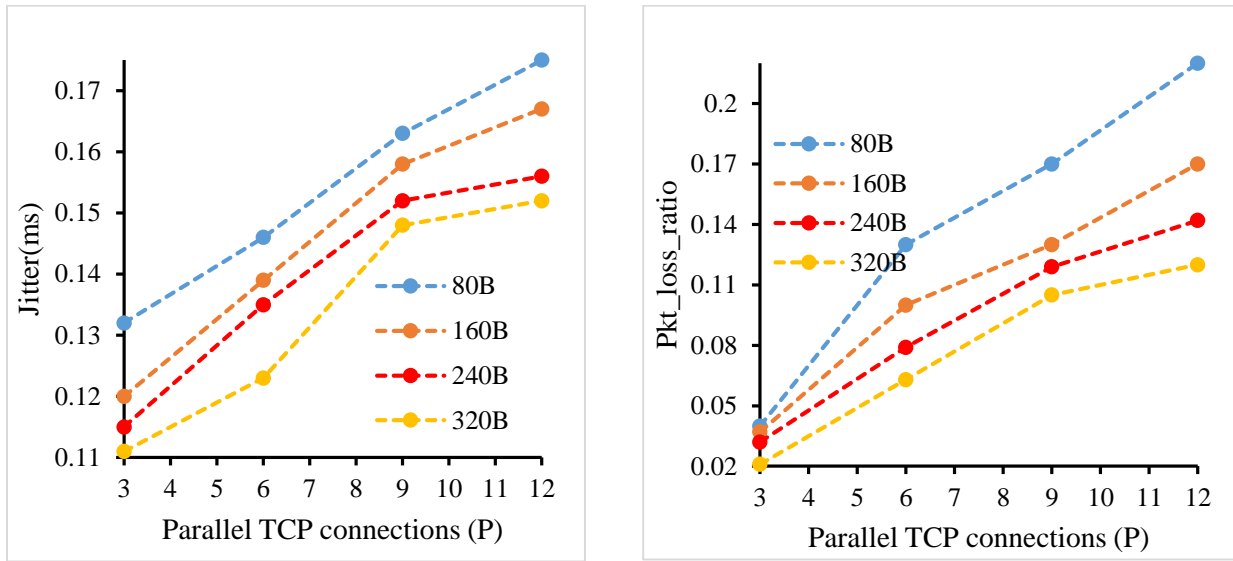 Jitter(ms)
0.17
0.16
0.15
0.14
0.13
0.12
0.11
80B
160B
240B
320B
3 4 5 6 7 8 9 10 11 12
Parallel TCP connections (P)
Pkt_loss_ratio
0.2
0.17
0.14
0.11
0.08
0.05
0.02
80B
160B
240B
320B
3 4 5 6 7 8 9 10 11 12
Parallel TCP connections (P)